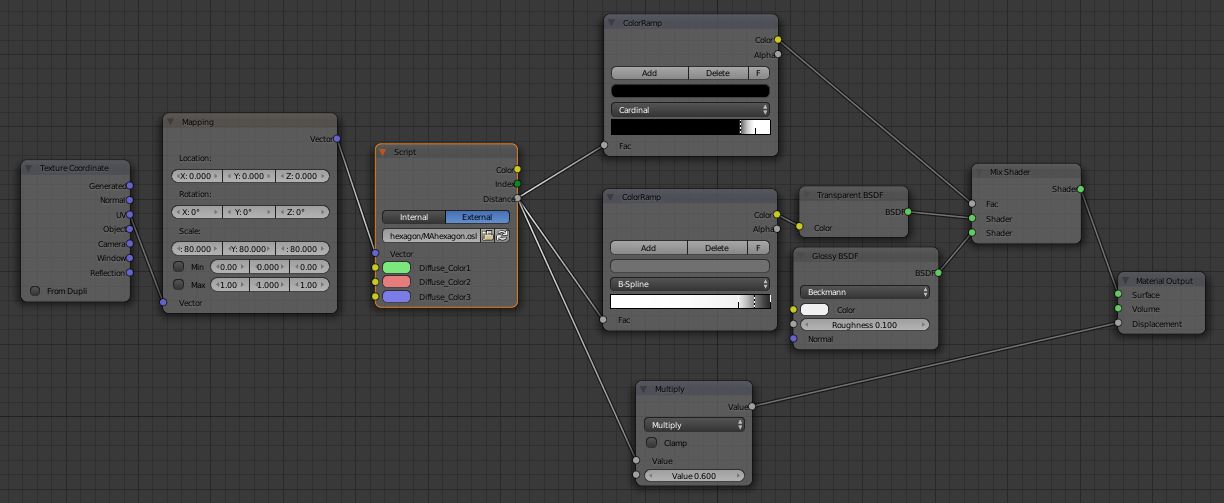 Texture Coordinate
Generated
Normal
UV
Object
Camera
Window
Reflection
From Dupli
Mapping
Vector
Location:
X: 0.000 Y: 0.000 Z: 0.000
Rotation:
X: 0° Y: 0° Z: 0°
Scale:
: 80.000 Y: 80.000 : 80.000
Min 0.00 0.000 0.00
Max 1.00 1.000 1.00
Vector
Script
Color
Index
Distance
Internal External
hexagon/MAhexagon.osl
Vector
Diffuse_Color1
Diffuse_Color2
Diffuse_Color3
ColorRamp
Color
Alpha
Add Delete F
Cardinal
Fac
ColorRamp
Color
Alpha
Add Delete F
B-Spline
Fac
Multiply
Value
Multiply
Clamp
Value
Value 0.600
Transparent BSDF
BSDF
Color
Glossy BSDF
BSDF
Beckmann
Color
Roughness 0.100
Normal
Mix Shader
Shader
Fac
Shader
Shader
Material Output
Surface
Volume
Displacement